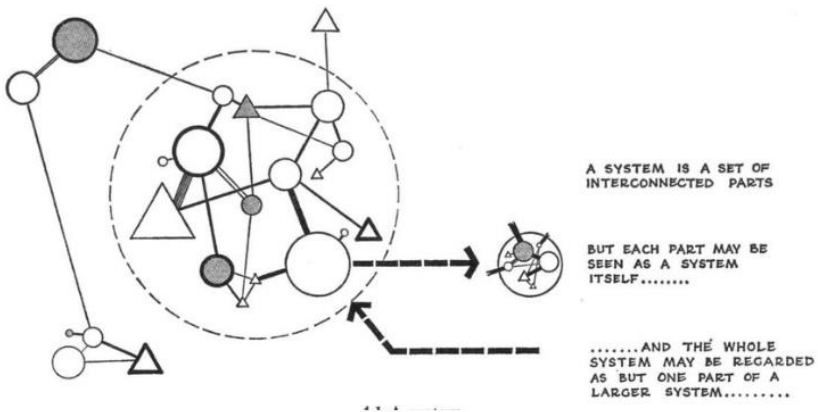 A SYSTEM IS A SET OF
INTERCONNECTED PARTS
BUT EACH PART MAY BE
SEEN AS A SYSTEM
ITSELF........
.......AND THE WHOLE
SYSTEM MAY BE REGARDED
AS BUT ONE PART OF A
LARGER SYSTEM.........